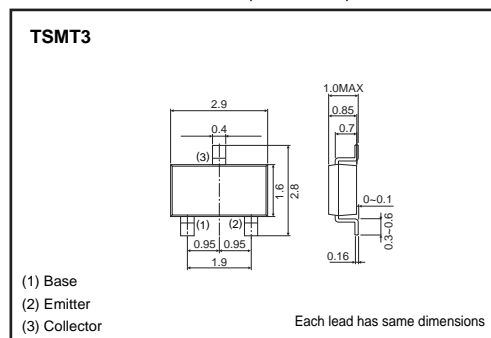 TSMT3
1.0MAX
2.9
0.85
0.4
0.7
(3)
1.6
2.8
0~0.1
(1)
(2)
0.3~0.6
0.95
0.95
0.16
1.9
(1) Base
(2) Emitter
(3) Collector
Each lead has same dimensions